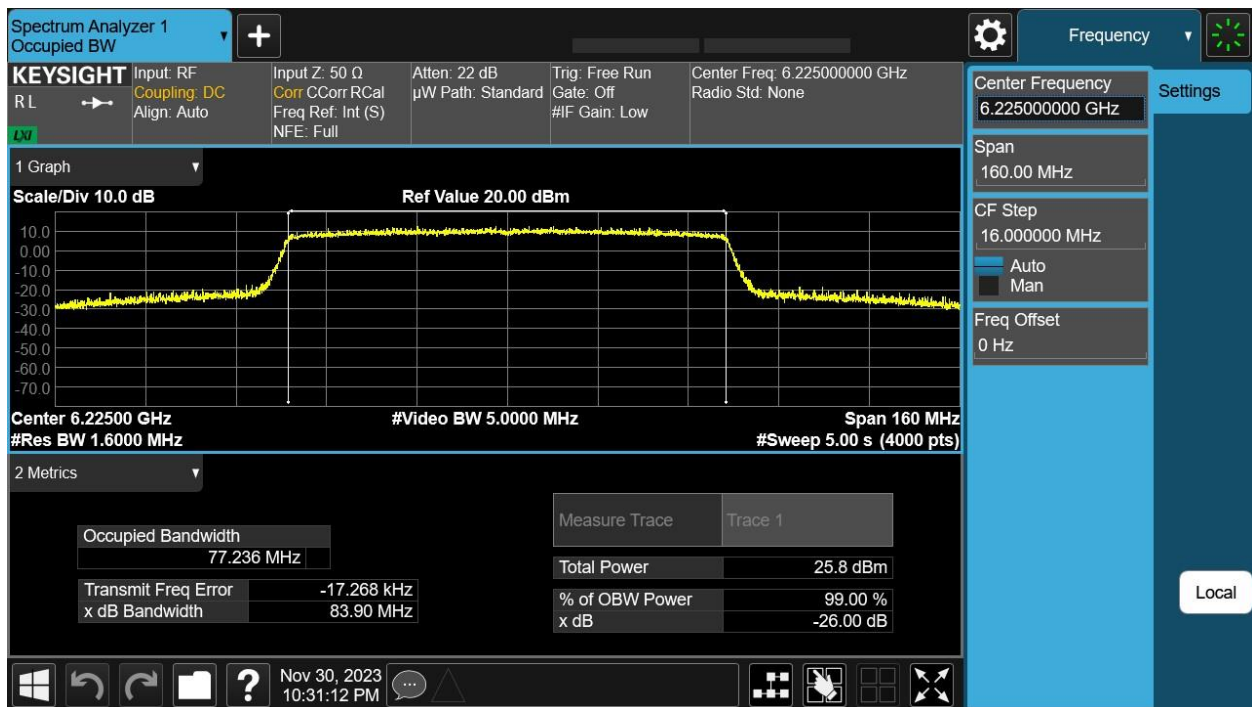 Spectrum Analyzer 1
Occupied BW
Frequency
KEYSIGHT
R L
LXI
Input: RF
Coupling: DC
Align: Auto
Input Z: 50 Ω
Corr CCorr RCal
Freq Ref: Int (S)
NFE: Full
Atten: 22 dB
µW Path: Standard
Trig: Free Run
Gate: Off
#IF Gain: Low
Center Freq: 6.225000000 GHz
Radio Std: None
Center Frequency
6.225000000 GHz
Settings
Span
160.00 MHz
CF Step
16.000000 MHz
Auto
Man
Freq Offset
0 Hz
Local
1 Graph
Scale/Div 10.0 dB
Ref Value 20.00 dBm
10.0
0.00
-10.0
-20.0
-30.0
-40.0
-50.0
-60.0
-70.0
Center 6.22500 GHz
#Video BW 5.0000 MHz
Span 160 MHz
#Res BW 1.6000 MHz
#Sweep 5.00 s (4000 pts)
2 Metrics
Occupied Bandwidth
77.236 MHz
Transmit Freq Error -17.268 kHz
x dB Bandwidth 83.90 MHz
Measure Trace Trace 1
Total Power 25.8 dBm
% of OBW Power 99.00 %
x dB -26.00 dB
?
Nov 30, 2023
10:31:12 PM